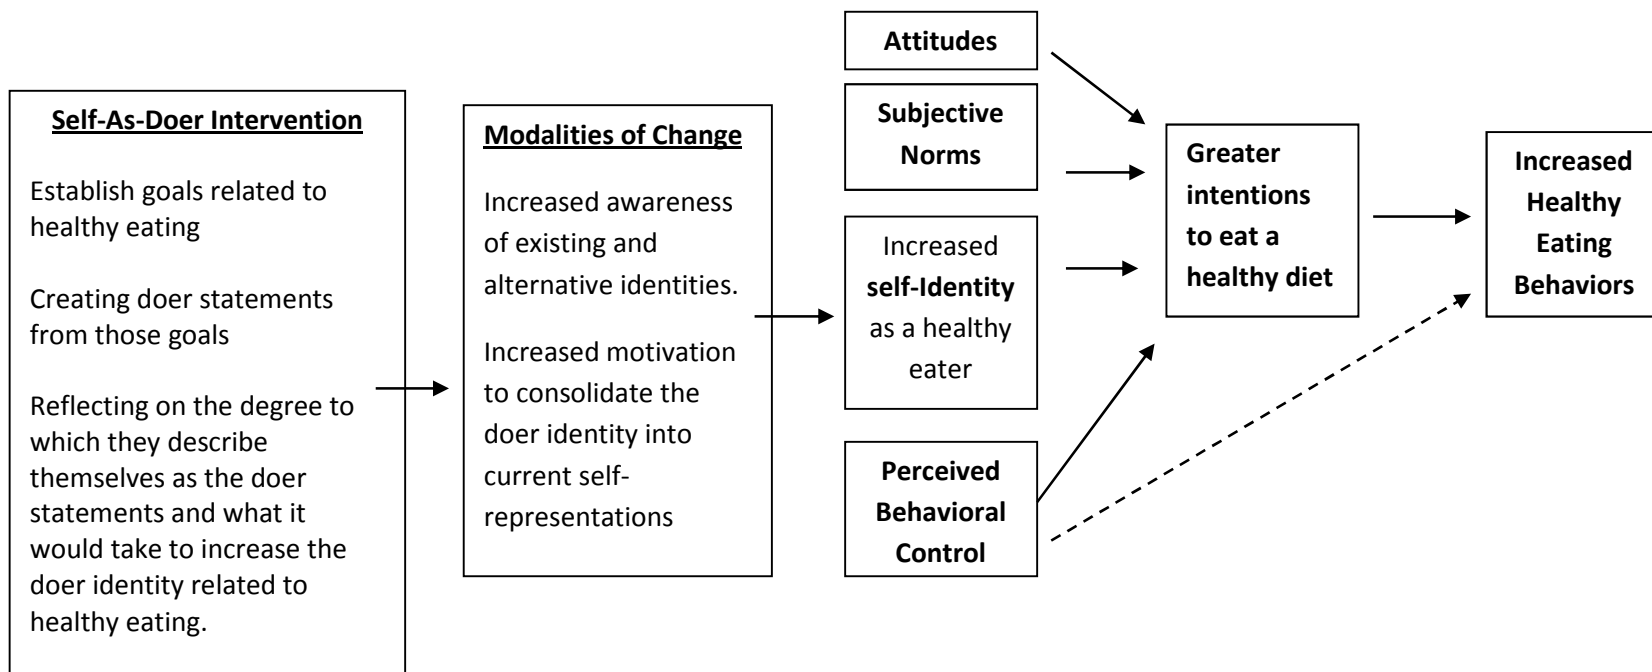 Self-As-Doer Intervention
Establish goals related to
healthy eating
Creating doer statements
from those goals
Reflecting on the degree to
which they describe
themselves as the doer
statements and what it
would take to increase the
doer identity related to
healthy eating.
Modalities of Change
Increased awareness
of existing and
alternative identities.
Increased motivation
to consolidate the
doer identity into
current self-
representations
Attitudes
Subjective
Norms
Increased
self-Identity
as a healthy
eater
Perceived
Behavioral
Control
Greater
intentions
to eat a
healthy diet
Increased
Healthy
Eating
Behaviors